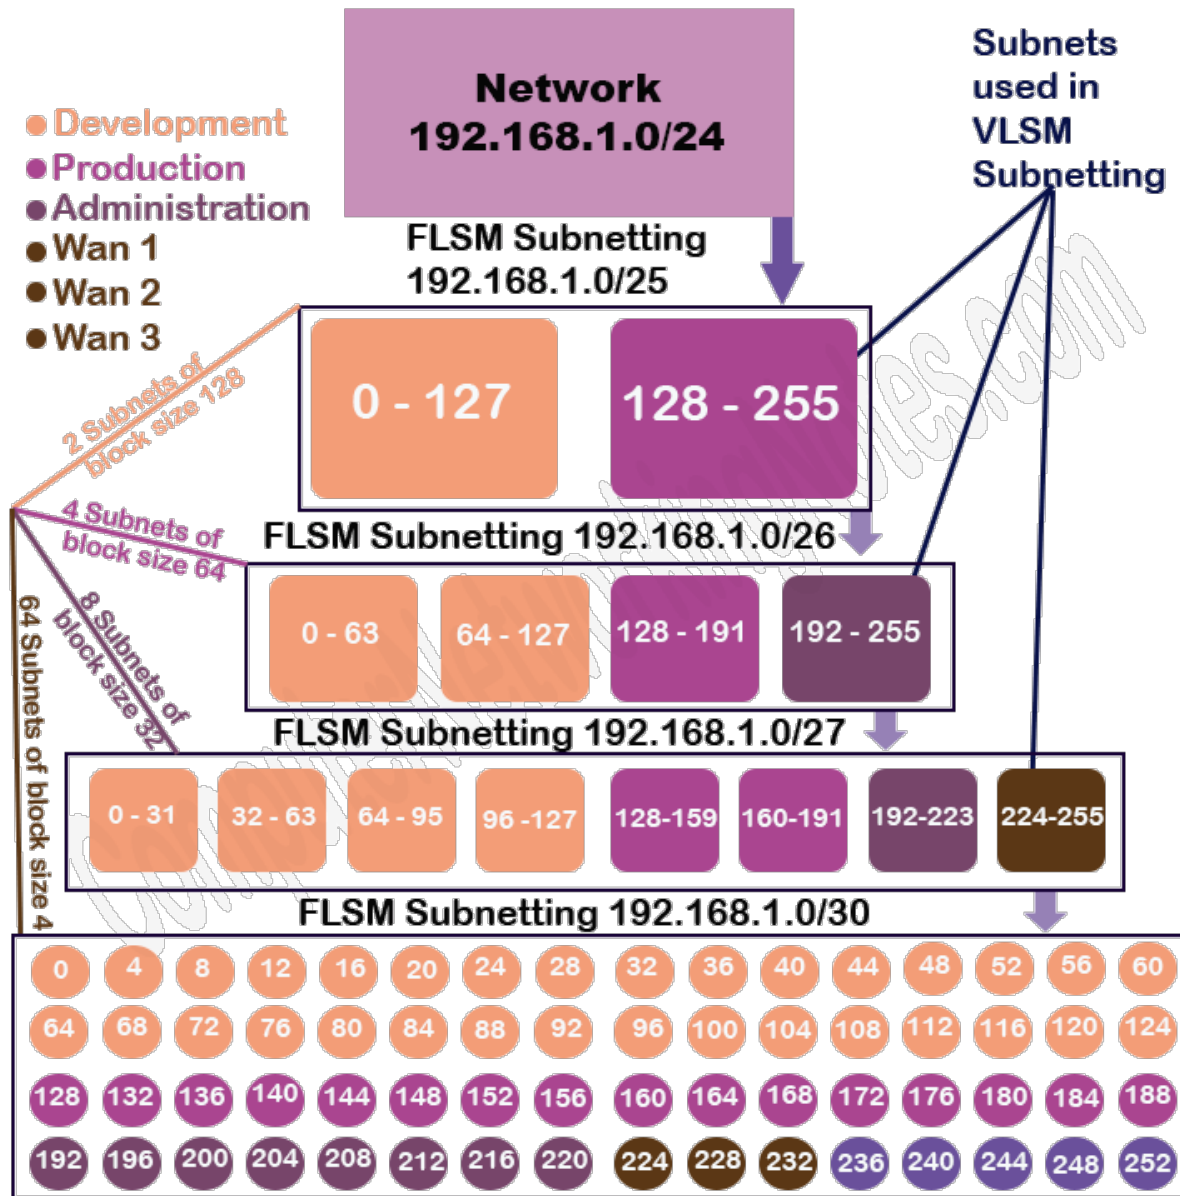 Network
192.168.1.0/24
Subnets
used in
VLSM
Subnetting
Development
Production
Administration
Wan 1
Wan 2
Wan 3
FLSM Subnetting
192.168.1.0/25
2 Subnets of
block size 128
0 - 127
128 - 255
4 Subnets of
block size 64
FLSM Subnetting 192.168.1.0/26
0 - 63
64 - 127
128 - 191
192 - 255
8 Subnets of
block size 32
64 Subnets of block size 4
FLSM Subnetting 192.168.1.0/27
0 - 31
32 - 63
64 - 95
96 -127
128-159
160-191
192-223
224-255
FLSM Subnetting 192.168.1.0/30
0 4 8 12 16 20 24 28 32 36 40 44 48 52 56 60
64 68 72 76 80 84 88 92 96 100 104 108 112 116 120 124
128 132 136 140 144 148 152 156 160 164 168 172 176 180 184 188
192 196 200 204 208 212 216 220 224 228 232 236 240 244 248 252
ComputerNetworkingNotes.com